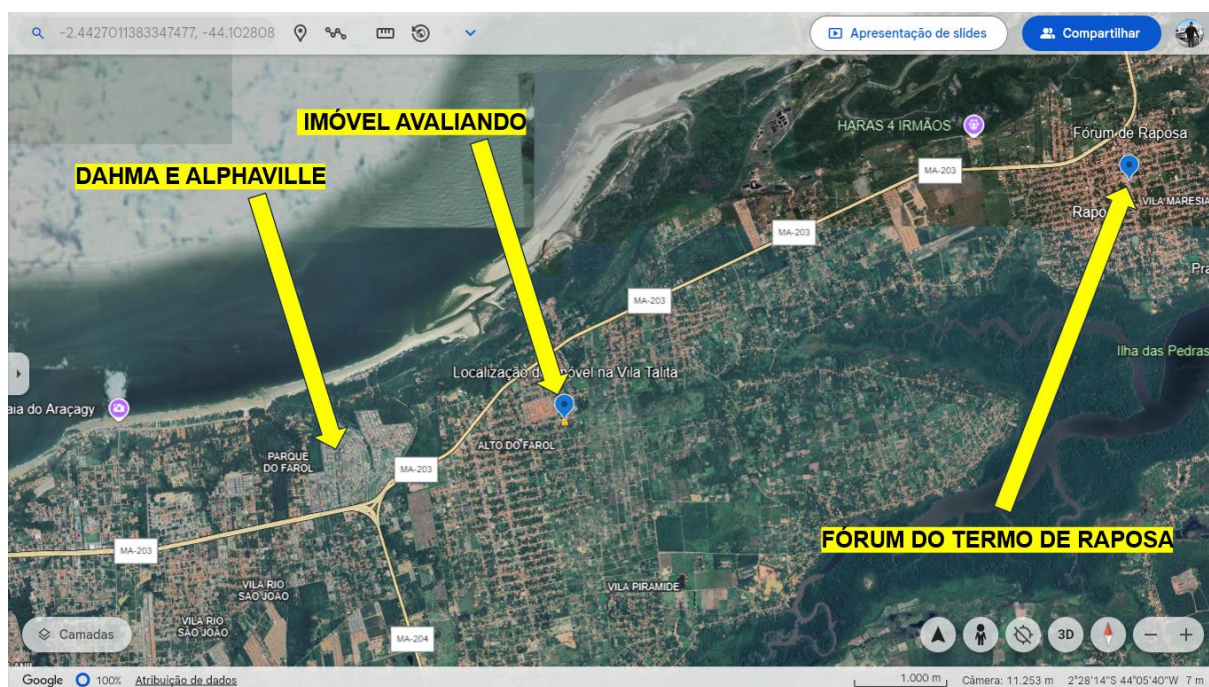 -2.4427011383347477, -44.102808
Apresentação de slides
Compartilhar
IMÓVEL AVALIANDO
HARAS 4 IRMÃOS
Fórum de Raposa
DAHMA E ALPHAVILLE
MA-203
VILA MARESIA
Rapo
MA-203
Pra
MA-203
Ilha das Pedras
Localização do Imóvel na Vila Talita
aia do Araçagy
ALTO DO FAROL
PARQUE
DO FAROL
MA-203
FÓRUM DO TERMO DE RAPOSA
MA-203
VILA RIO
SAO JOÃO
VILA PIRAMIDE
VILA RIO
SÃO JOÃO
Camadas
MA-204
3D
Google
100%
Atribuição de dados
1.000 m
Câmera: 11.253 m
2°28'14"S 44°05'40"W
7 m